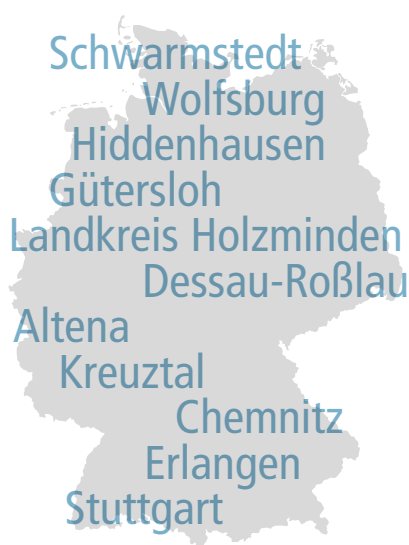 Schwarmstedt
Wolfsburg
Hiddenhausen
Gütersloh
Landkreis Holzminden
Dessau-Roßlau
Altena
Kreuztal
Chemnitz
Erlangen
Stuttgart